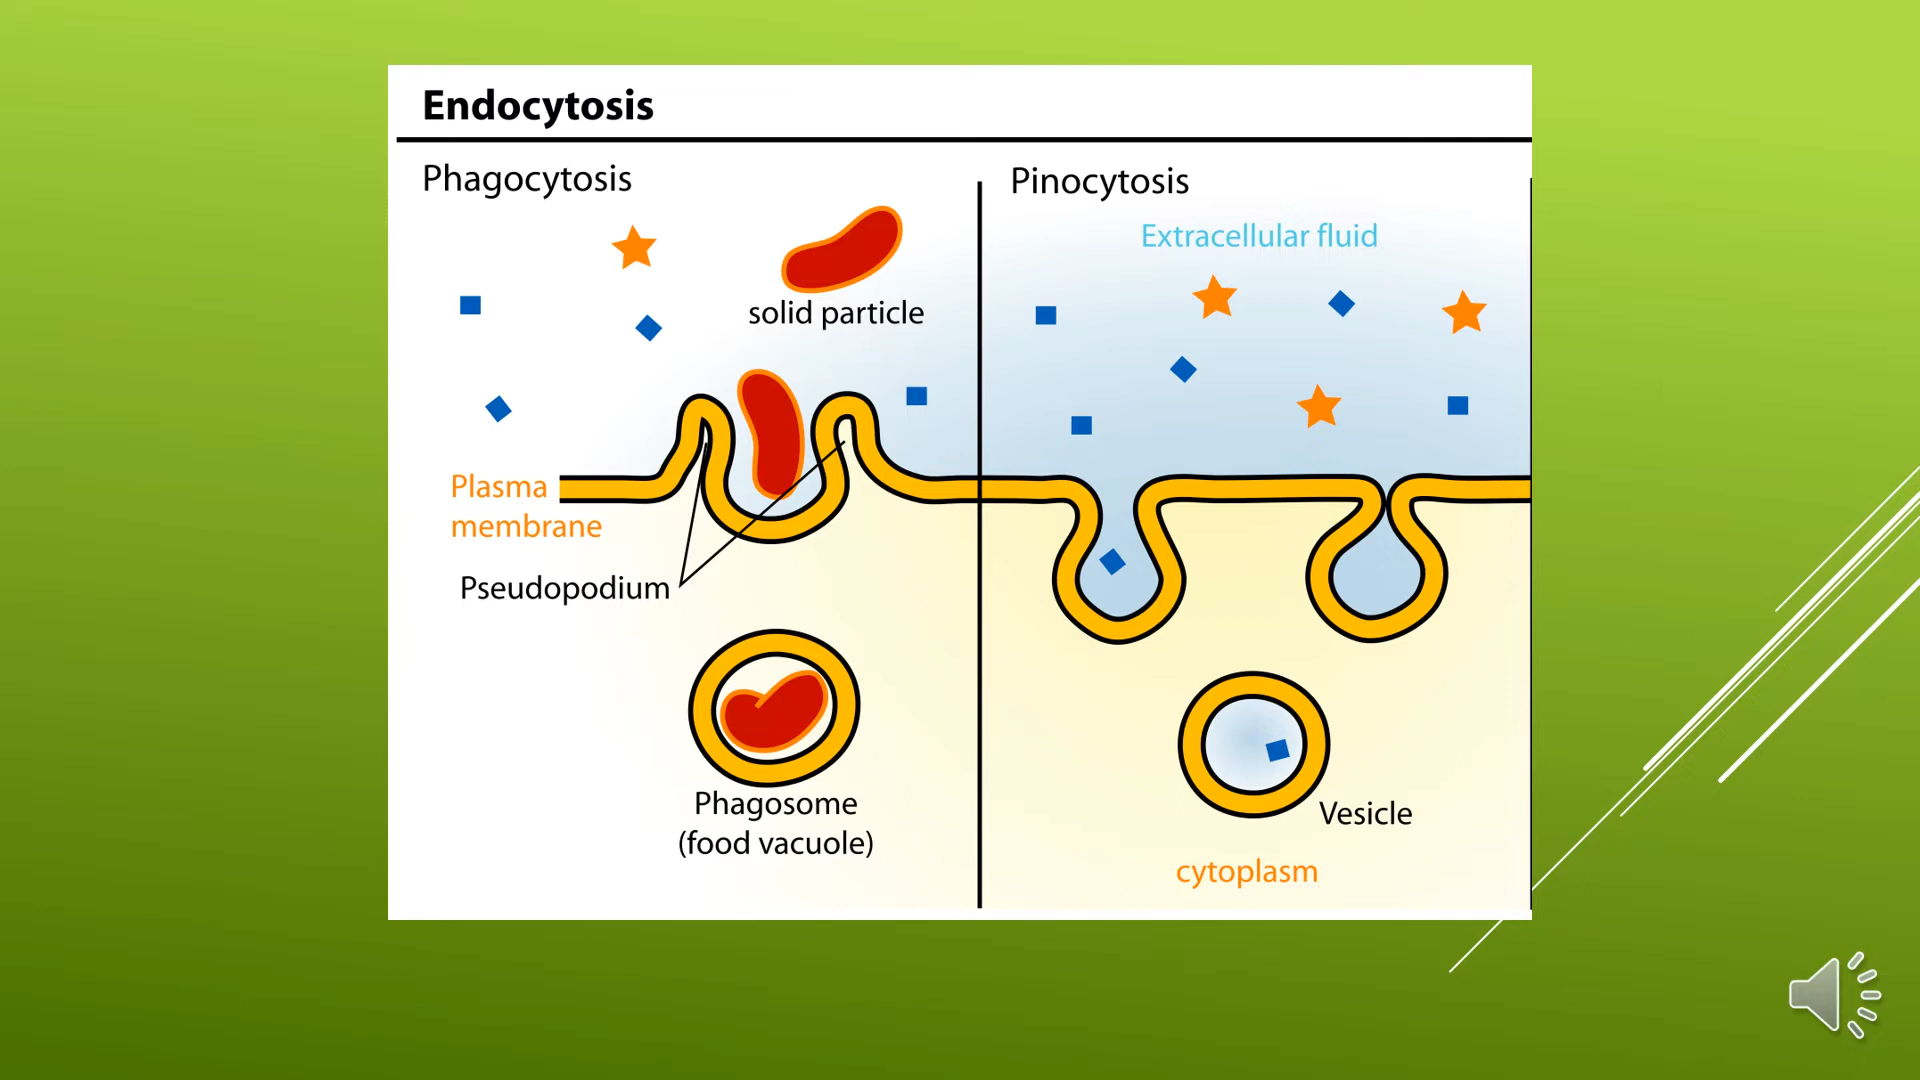 Endocytosis
Phagocytosis
solid particle
Plasma
membrane
Pseudopodium
Phagosome
(food vacuole)
Pinocytosis
Extracellular fluid
Vesicle
cytoplasm